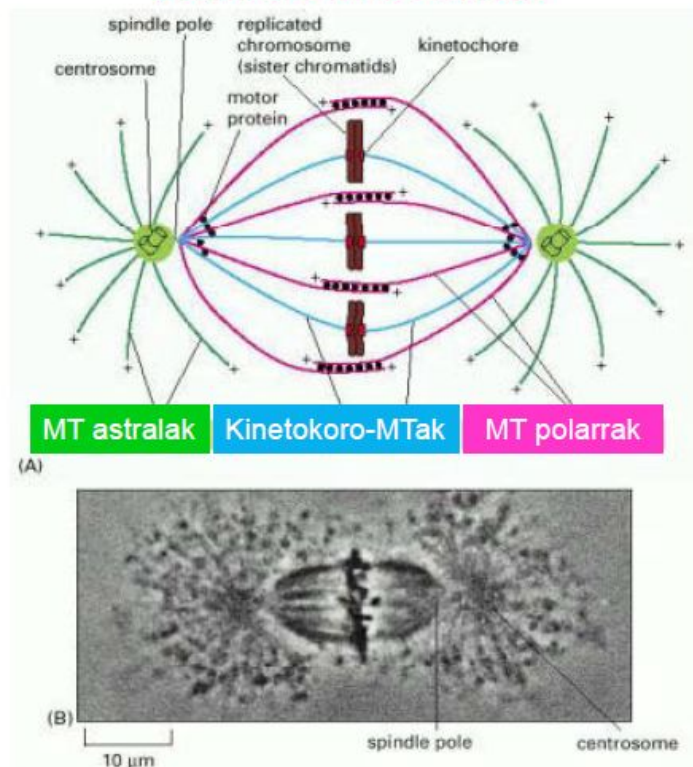 spindle pole
replicated
chromosome
(sister chromatids)
kinetochore
centrosome
motor
protein
MT astralak
Kinetokoro-MTak
MT polarrak
(A)
(B)
10 µm
spindle pole
centrosome